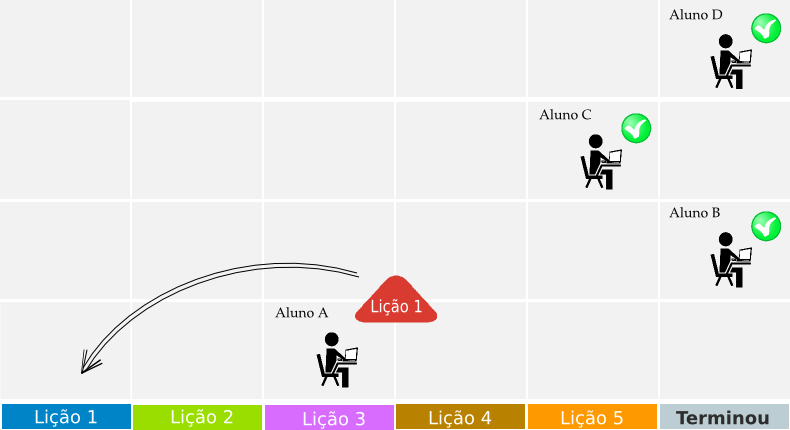 Aluno D
Aluno C
Aluno B
Lição 1
Aluno A
Lição 1
Lição 2
Lição 3
Lição 4
Lição 5
Terminou